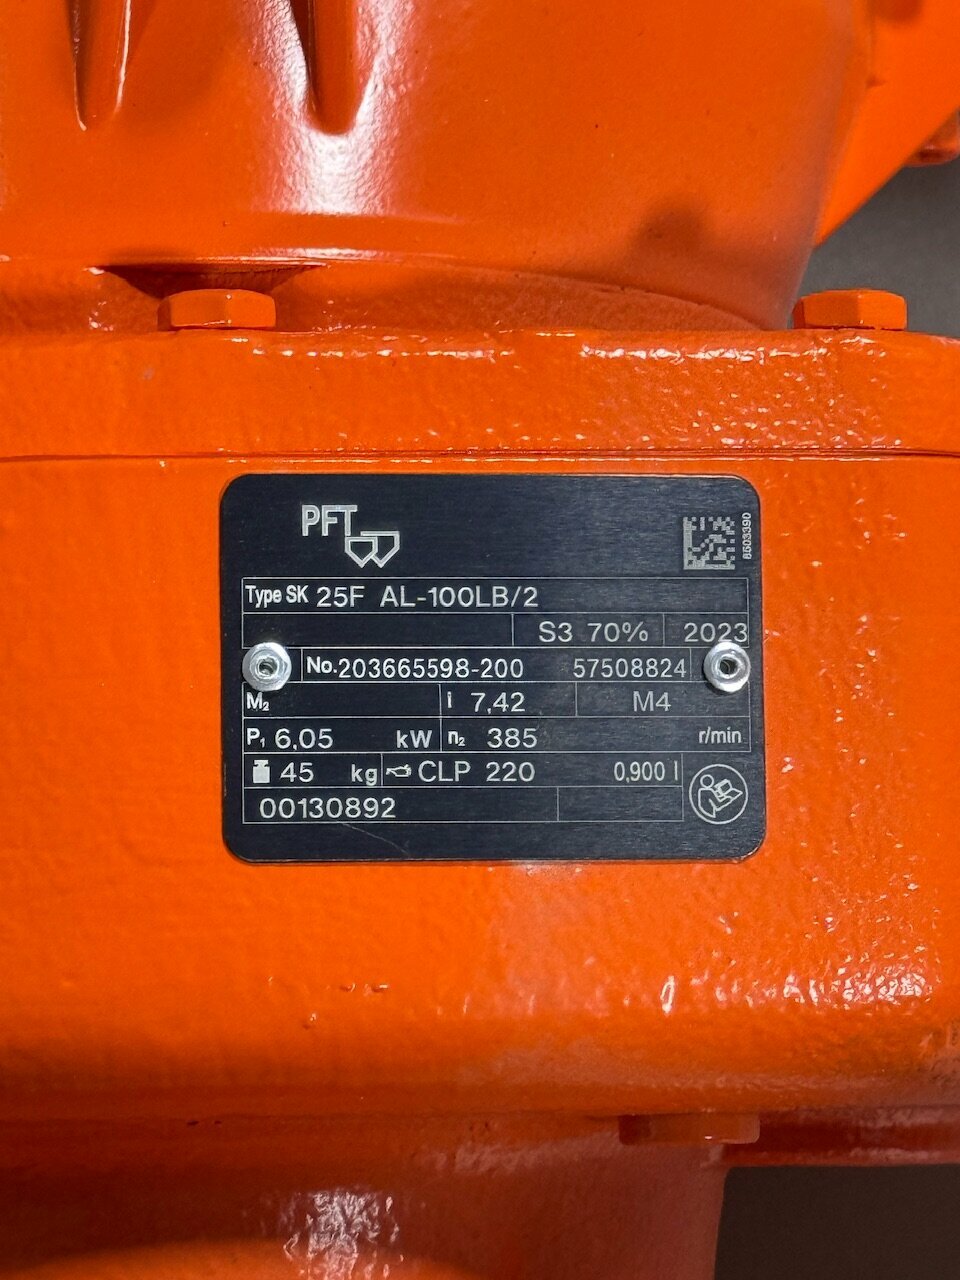 PFT
8503390
Type SK 25F AL-100LB/2
S3 70% 2023
No. 203665598-200 57508824
M₂ i 7,42 M4
P₁ 6,05 kW n₂ 385 r/min
45 kg CLP 220 0,900 l
00130892